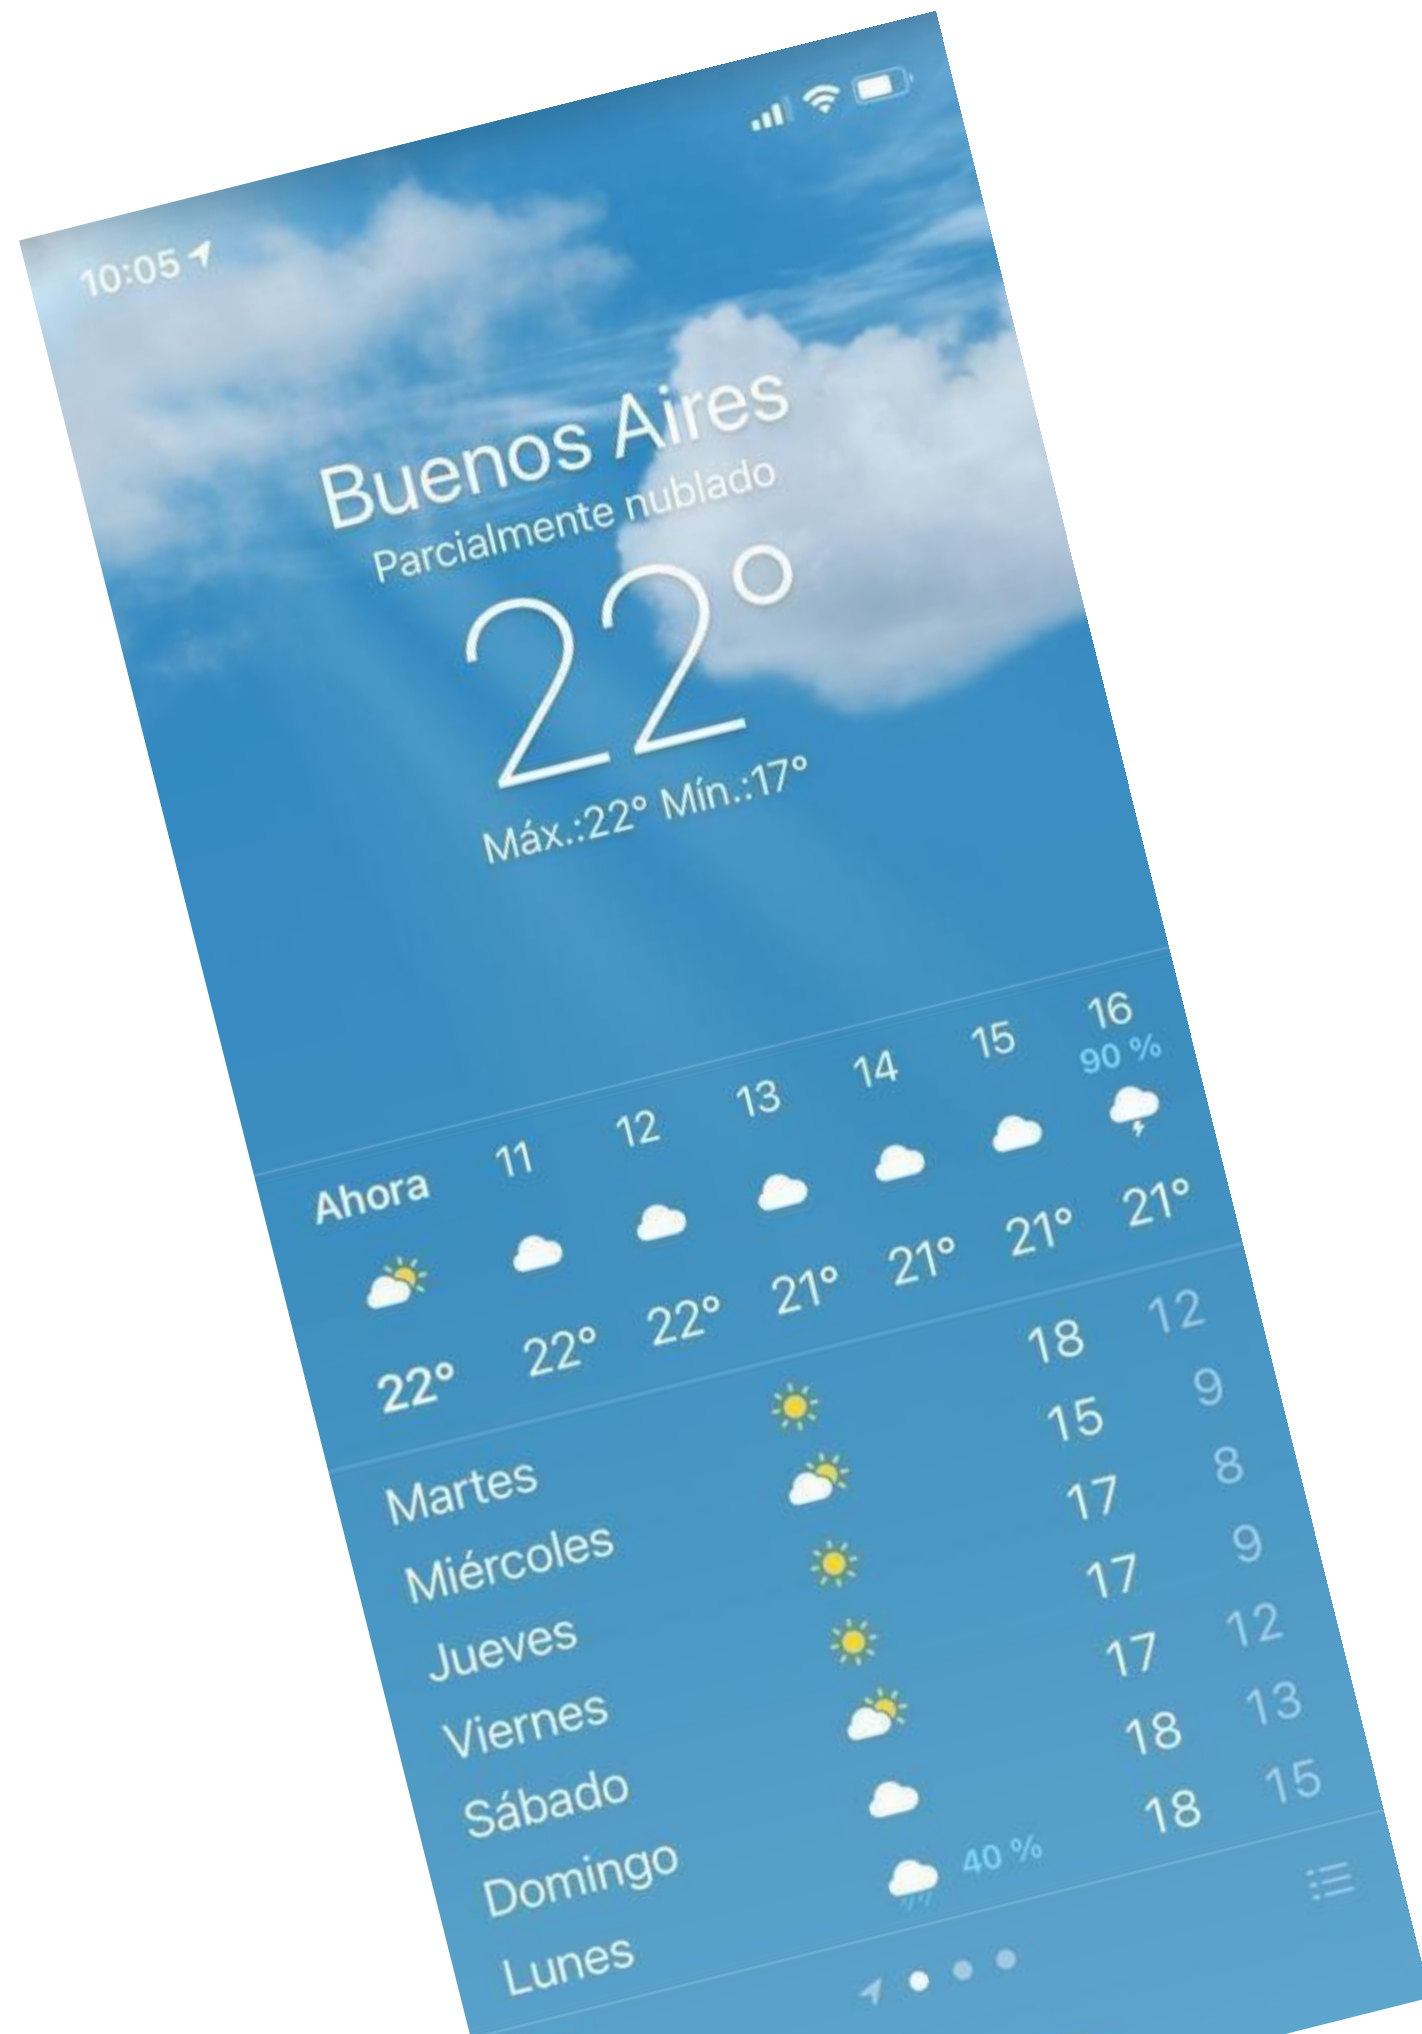 10:05
Buenos Aires
Parcialmente nublado
22°
Máx.:22° Mín.:17°
Ahora 11 12 13 14 15 16
90 %
22° 22° 22° 21° 21° 21° 21°
Martes 18 12
Miércoles 15 9
Jueves 17 8
Viernes 17 9
Sábado 17 12
Domingo 18 13
Lunes 40 % 18 15